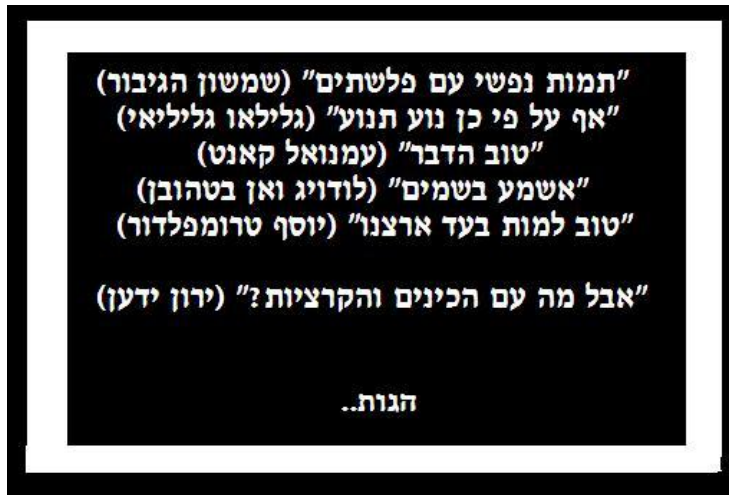 "תמות נפשי עם פלשתים" (שמשון הגיבור)
"אף על פי כן נוע תנוע" (גלילאו גליליאי)
"טוב הדבר" (עמנואל קאנט)
"אשמע בשמים" (לודויג ואן בטהובן)
"טוב למות בעד ארצנו" (יוסף טרומפלדור)
"אבל מה עם הכינים והקרציות?" (ירון ידען)
הגות..